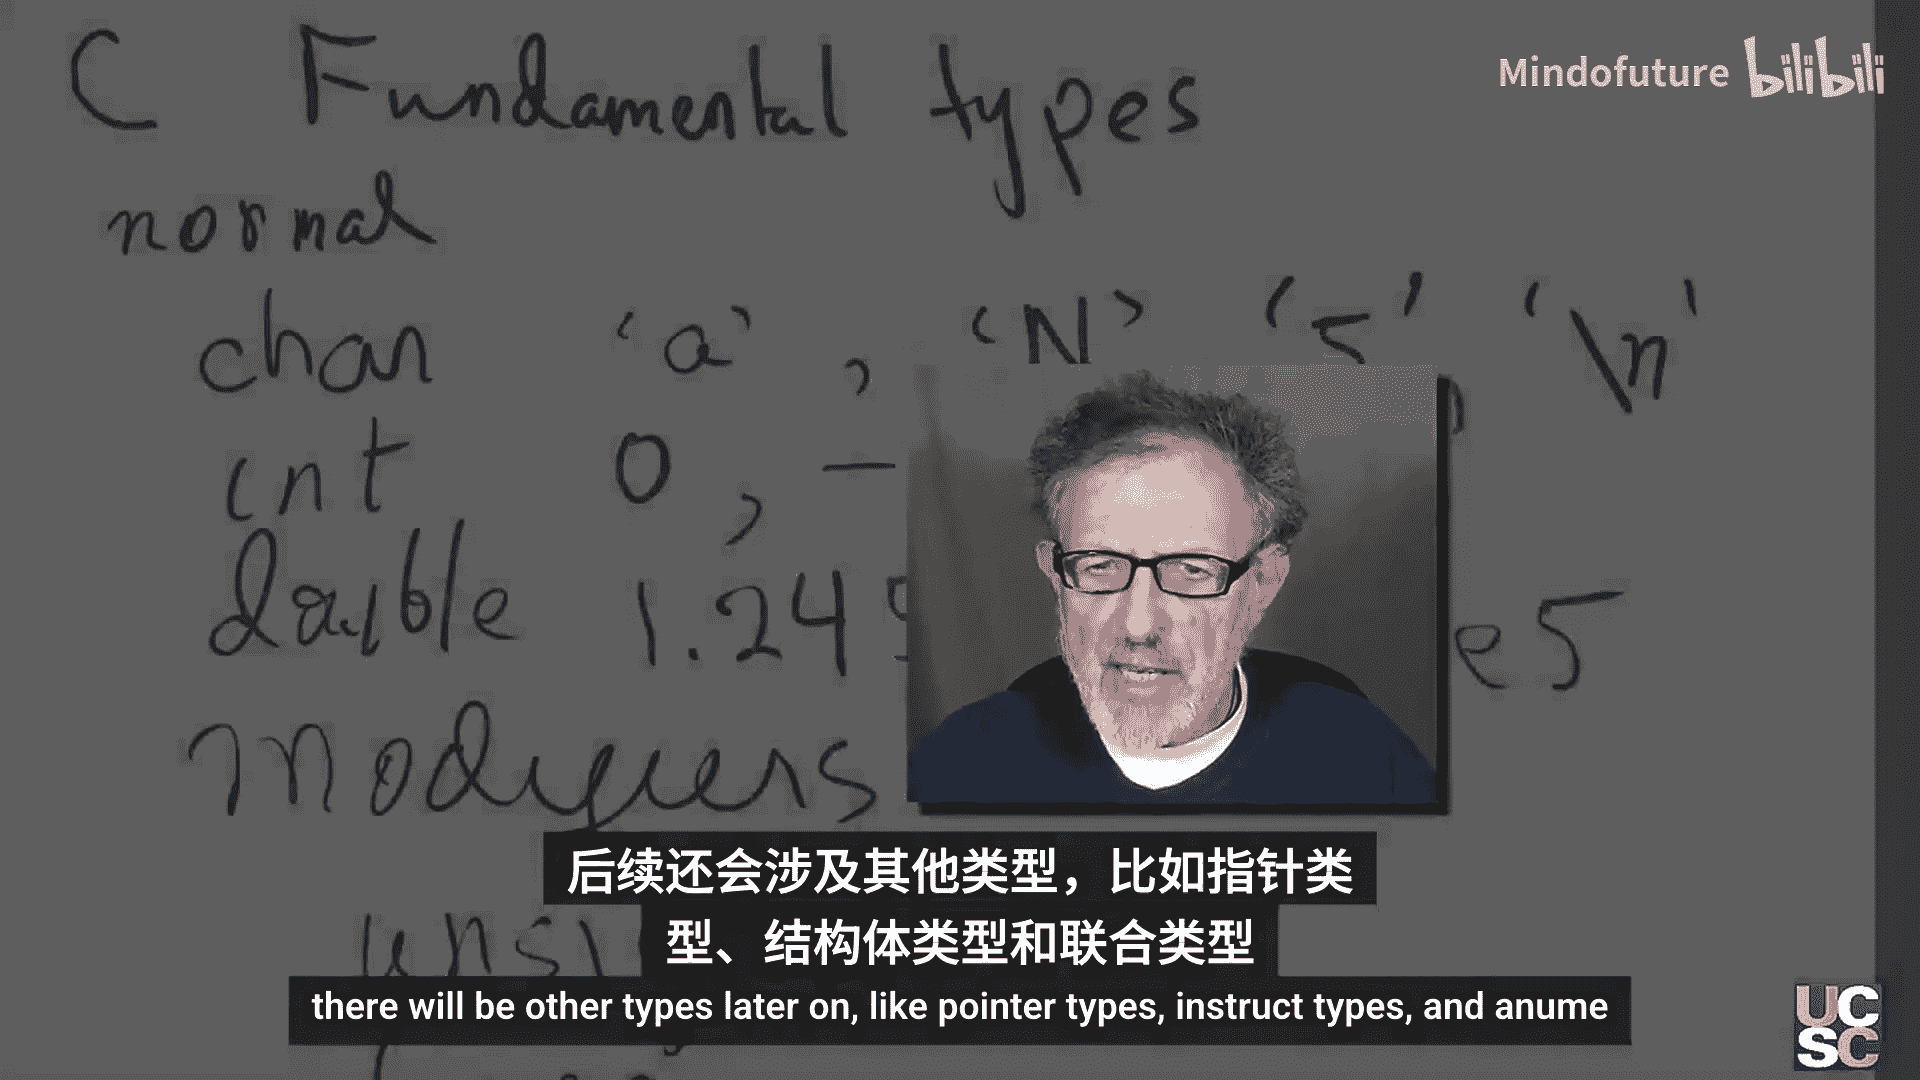 C Fundamental types
Mindofuture bilibili
normal
char 'a', 'N' '5', '\n'
int 0, -
double 1.24 e5
modifiers
后续还会涉及其他类型，比如指针类
型、结构体类型和联合类型
unsi
there will be other types later on, like pointer types, instruct types, and anume
UC
SC